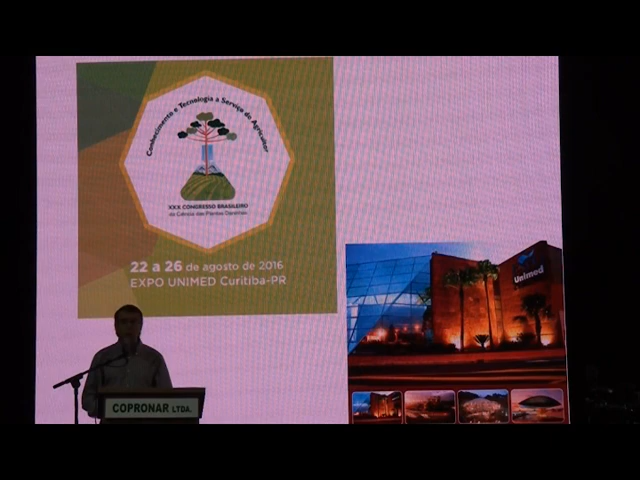 Conhecimento e Tecnologia a Serviço do Agricultor
XXX CONGRESSO BRASILEIRO
da Ciência das Plantas Daninhas
22 a 26 de agosto de 2016
EXPO UNIMED Curitiba-PR
Unimed
COPRONAR LTDA.